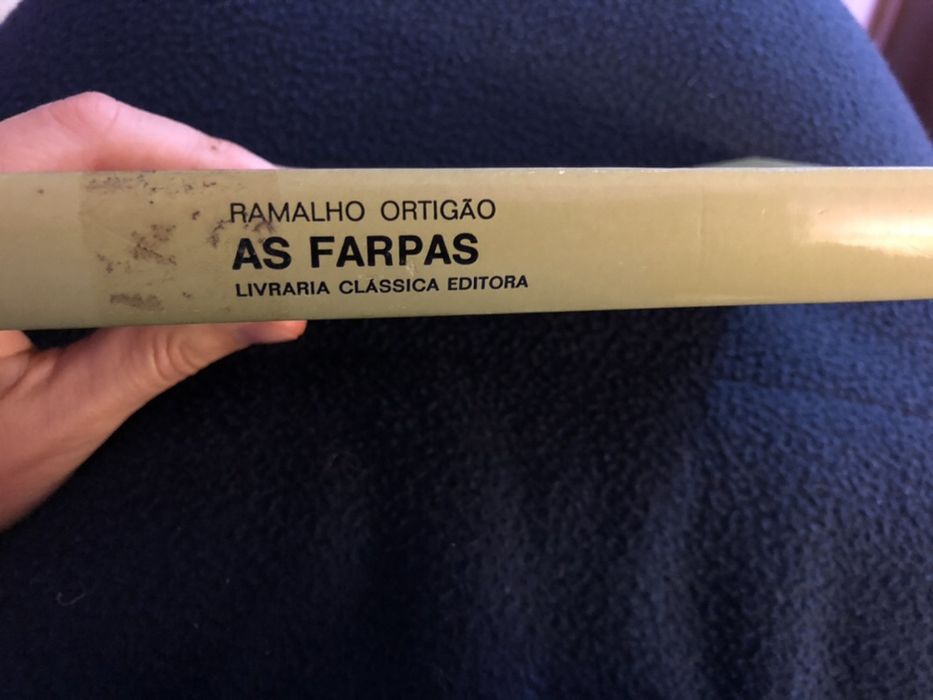 RAMALHO ORTIGÃO
AS FARPAS
LIVRARIA CLÁSSICA EDITORA